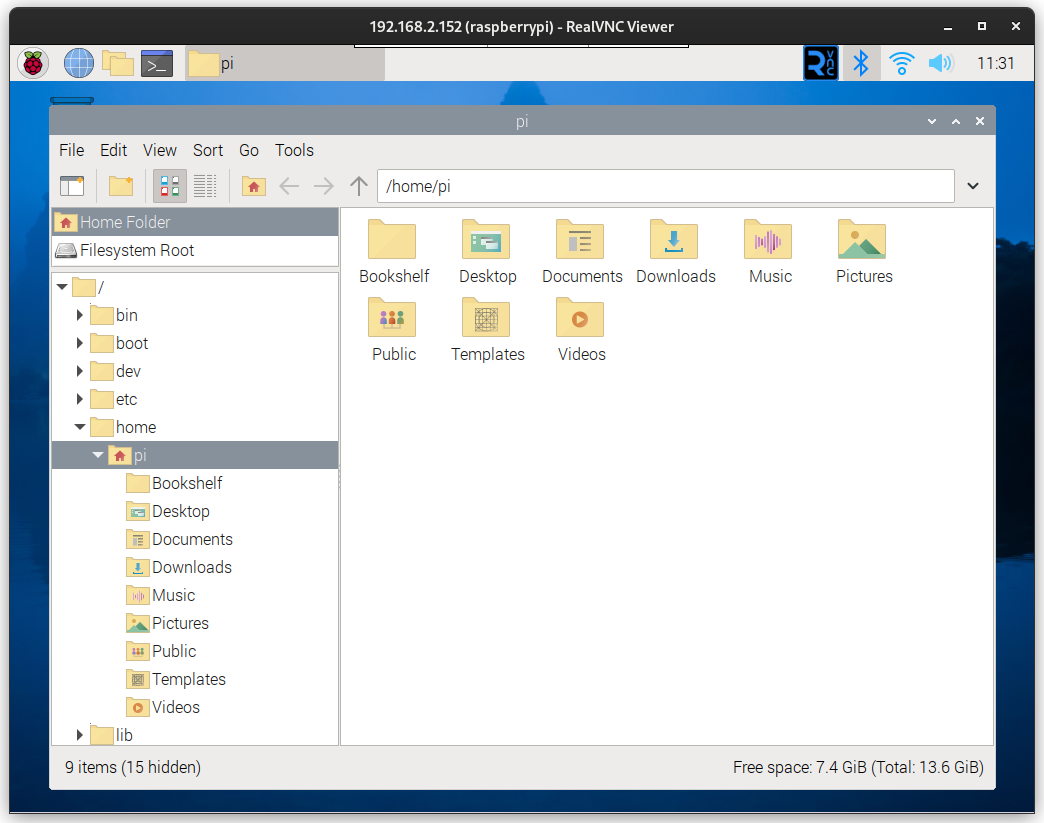 192.168.2.152 (raspberrypi) - RealVNC Viewer
pi
VNC
11:31
pi
File Edit View Sort Go Tools
/home/pi
Home Folder
Filesystem Root
/
bin
boot
dev
etc
home
pi
Bookshelf
Desktop
Documents
Downloads
Music
Pictures
Public
Templates
Videos
lib
Bookshelf Desktop Documents Downloads Music Pictures
Public Templates Videos
9 items (15 hidden)
Free space: 7.4 GiB (Total: 13.6 GiB)